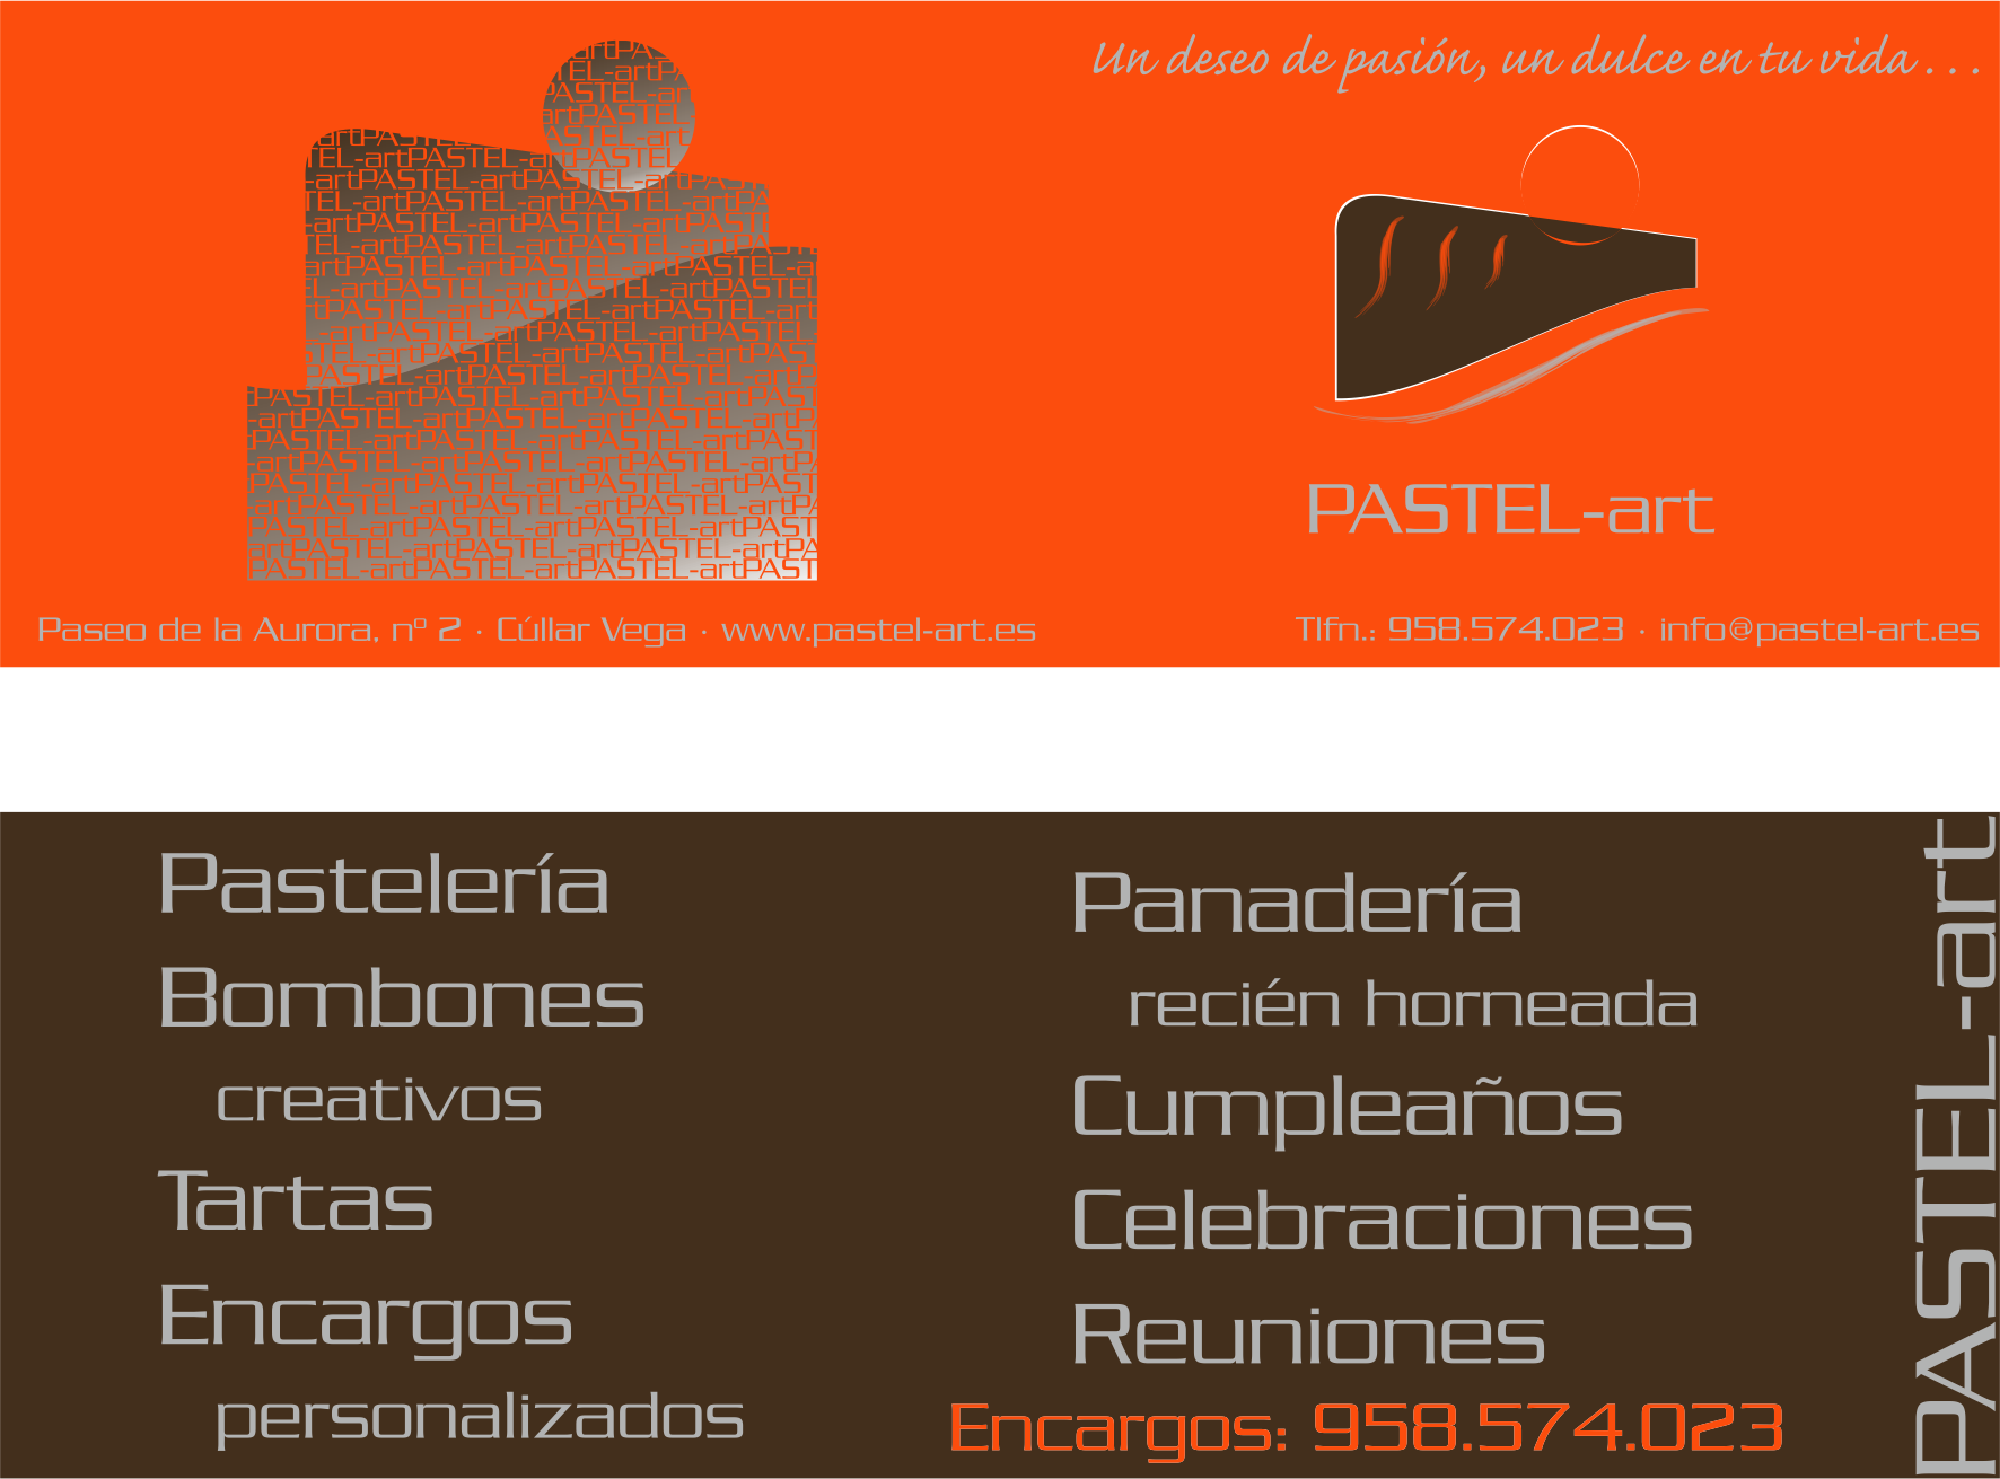 Un deseo de pasión, un dulce en tu vida . . .
PASTEL-art
Paseo de la Aurora, nº 2 · Cúllar Vega · www.pastel-art.es
Tlfn.: 958.574.023 · info@pastel-art.es
Pastelería
Bombones
creativos
Tartas
Encargos
personalizados
Panadería
recién horneada
Cumpleaños
Celebraciones
Reuniones
Encargos: 958.574.023
PASTEL-art